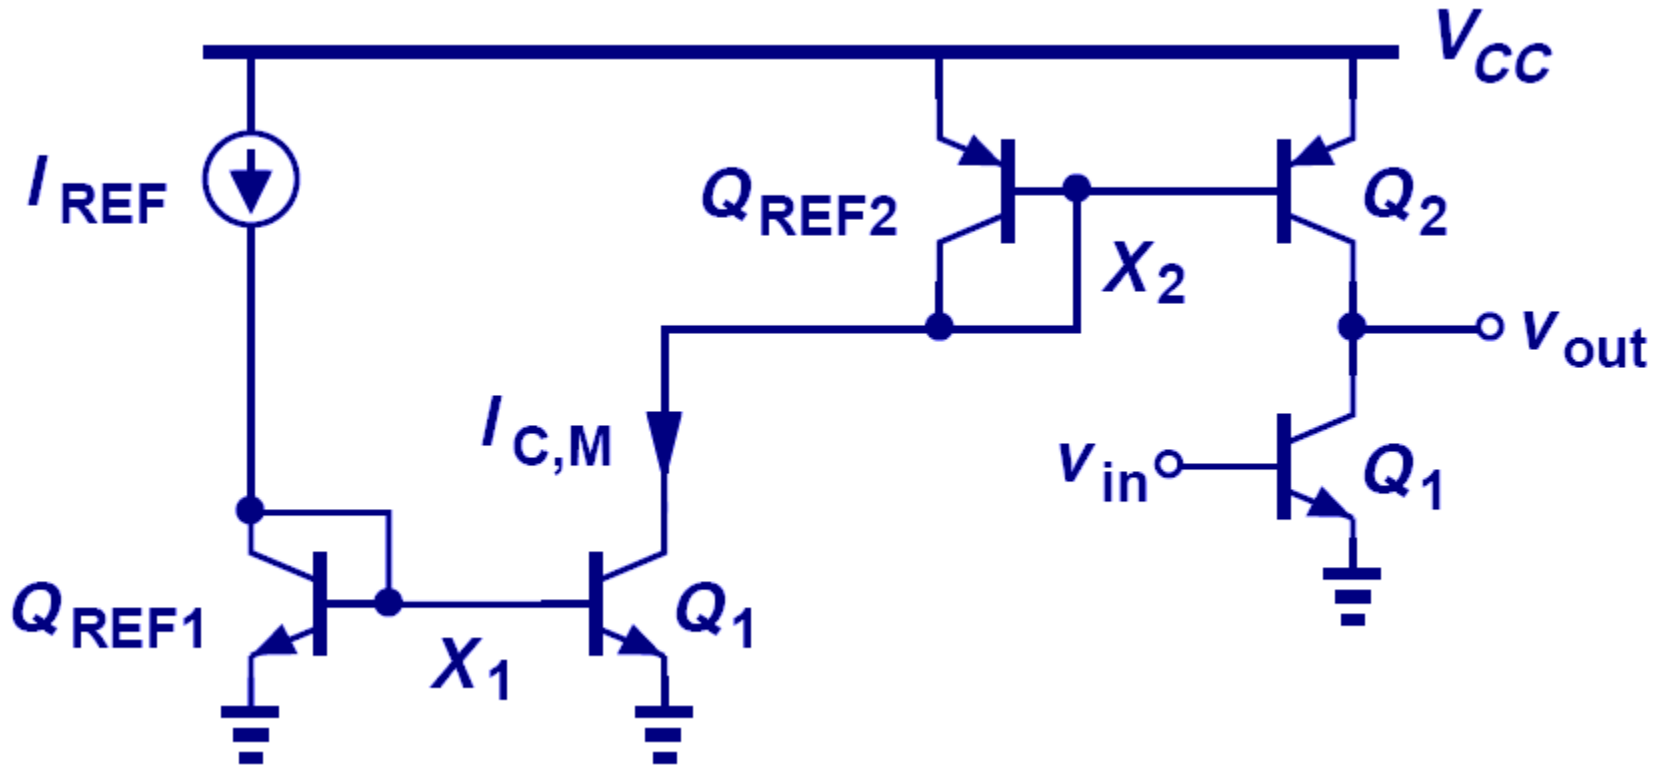 V_CC
I_REF
Q_REF2
Q_2
X_2
v_out
I_C,M
v_in
Q_1
Q_REF1
Q_1
X_1